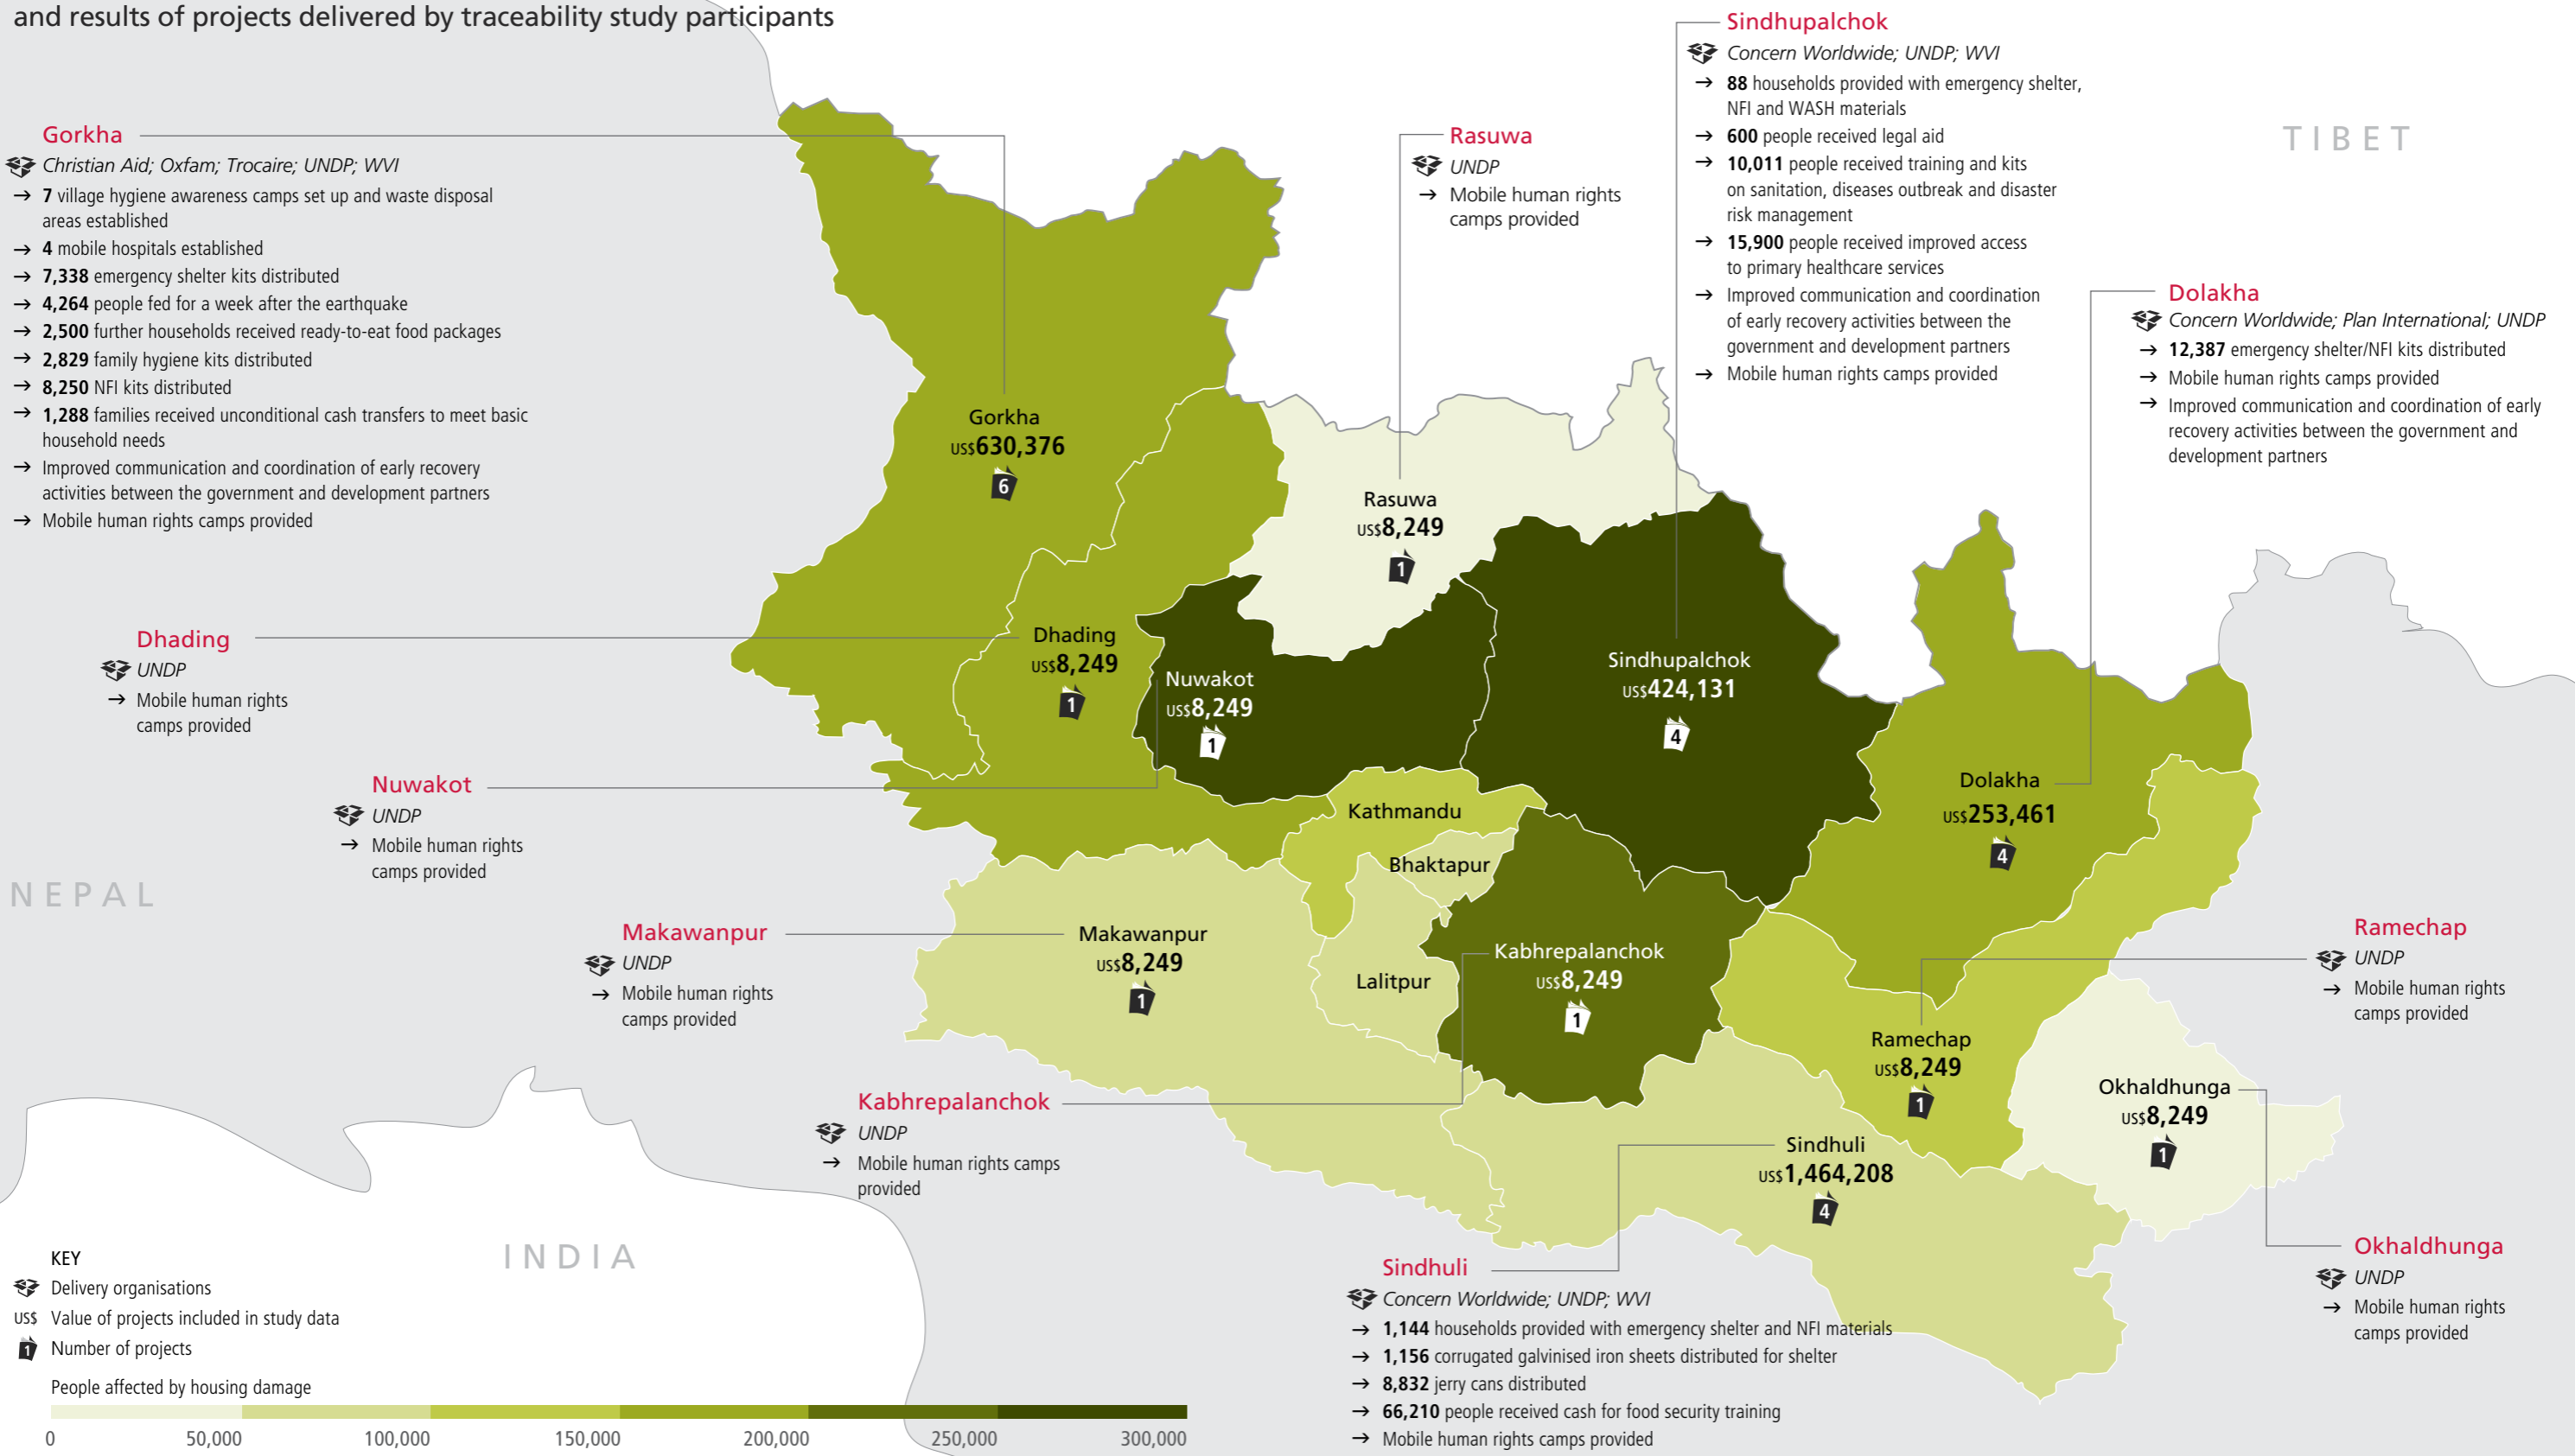 and results of projects delivered by traceability study participants
Gorkha
Christian Aid; Oxfam; Trocaire; UNDP; WVI
→ 7 village hygiene awareness camps set up and waste disposal
areas established
→ 4 mobile hospitals established
→ 7,338 emergency shelter kits distributed
→ 4,264 people fed for a week after the earthquake
→ 2,500 further households received ready-to-eat food packages
→ 2,829 family hygiene kits distributed
→ 8,250 NFI kits distributed
→ 1,288 families received unconditional cash transfers to meet basic
household needs
→ Improved communication and coordination of early recovery
activities between the government and development partners
→ Mobile human rights camps provided
Rasuwa
UNDP
→ Mobile human rights
camps provided
Sindhupalchok
Concern Worldwide; UNDP; WVI
→ 88 households provided with emergency shelter,
NFI and WASH materials
→ 600 people received legal aid
→ 10,011 people received training and kits
on sanitation, diseases outbreak and disaster
risk management
→ 15,900 people received improved access
to primary healthcare services
→ Improved communication and coordination
of early recovery activities between the
government and development partners
→ Mobile human rights camps provided
TIBET
Dolakha
Concern Worldwide; Plan International; UNDP
→ 12,387 emergency shelter/NFI kits distributed
→ Mobile human rights camps provided
→ Improved communication and coordination of early
recovery activities between the government and
development partners
Gorkha
US$630,376
6
Rasuwa
US$8,249
1
Dhading
UNDP
→ Mobile human rights
camps provided
Dhading
US$8,249
1
Nuwakot
US$8,249
1
Sindhupalchok
US$424,131
4
Nuwakot
UNDP
→ Mobile human rights
camps provided
Kathmandu
Bhaktapur
Lalitpur
Dolakha
US$253,461
4
NEPAL
Makawanpur
UNDP
→ Mobile human rights
camps provided
Makawanpur
US$8,249
1
Kabhrepalanchok
US$8,249
1
Ramechap
UNDP
→ Mobile human rights
camps provided
Ramechap
US$8,249
1
Kabhrepalanchok
UNDP
→ Mobile human rights camps
provided
Okhaldhunga
US$8,249
1
Sindhuli
US$1,464,208
4
Okhaldhunga
UNDP
→ Mobile human rights
camps provided
Sindhuli
Concern Worldwide; UNDP; WVI
→ 1,144 households provided with emergency shelter and NFI materials
→ 1,156 corrugated galvinised iron sheets distributed for shelter
→ 8,832 jerry cans distributed
→ 66,210 people received cash for food security training
→ Mobile human rights camps provided
INDIA
KEY
Delivery organisations
US$ Value of projects included in study data
1 Number of projects
People affected by housing damage
0 50,000 100,000 150,000 200,000 250,000 300,000